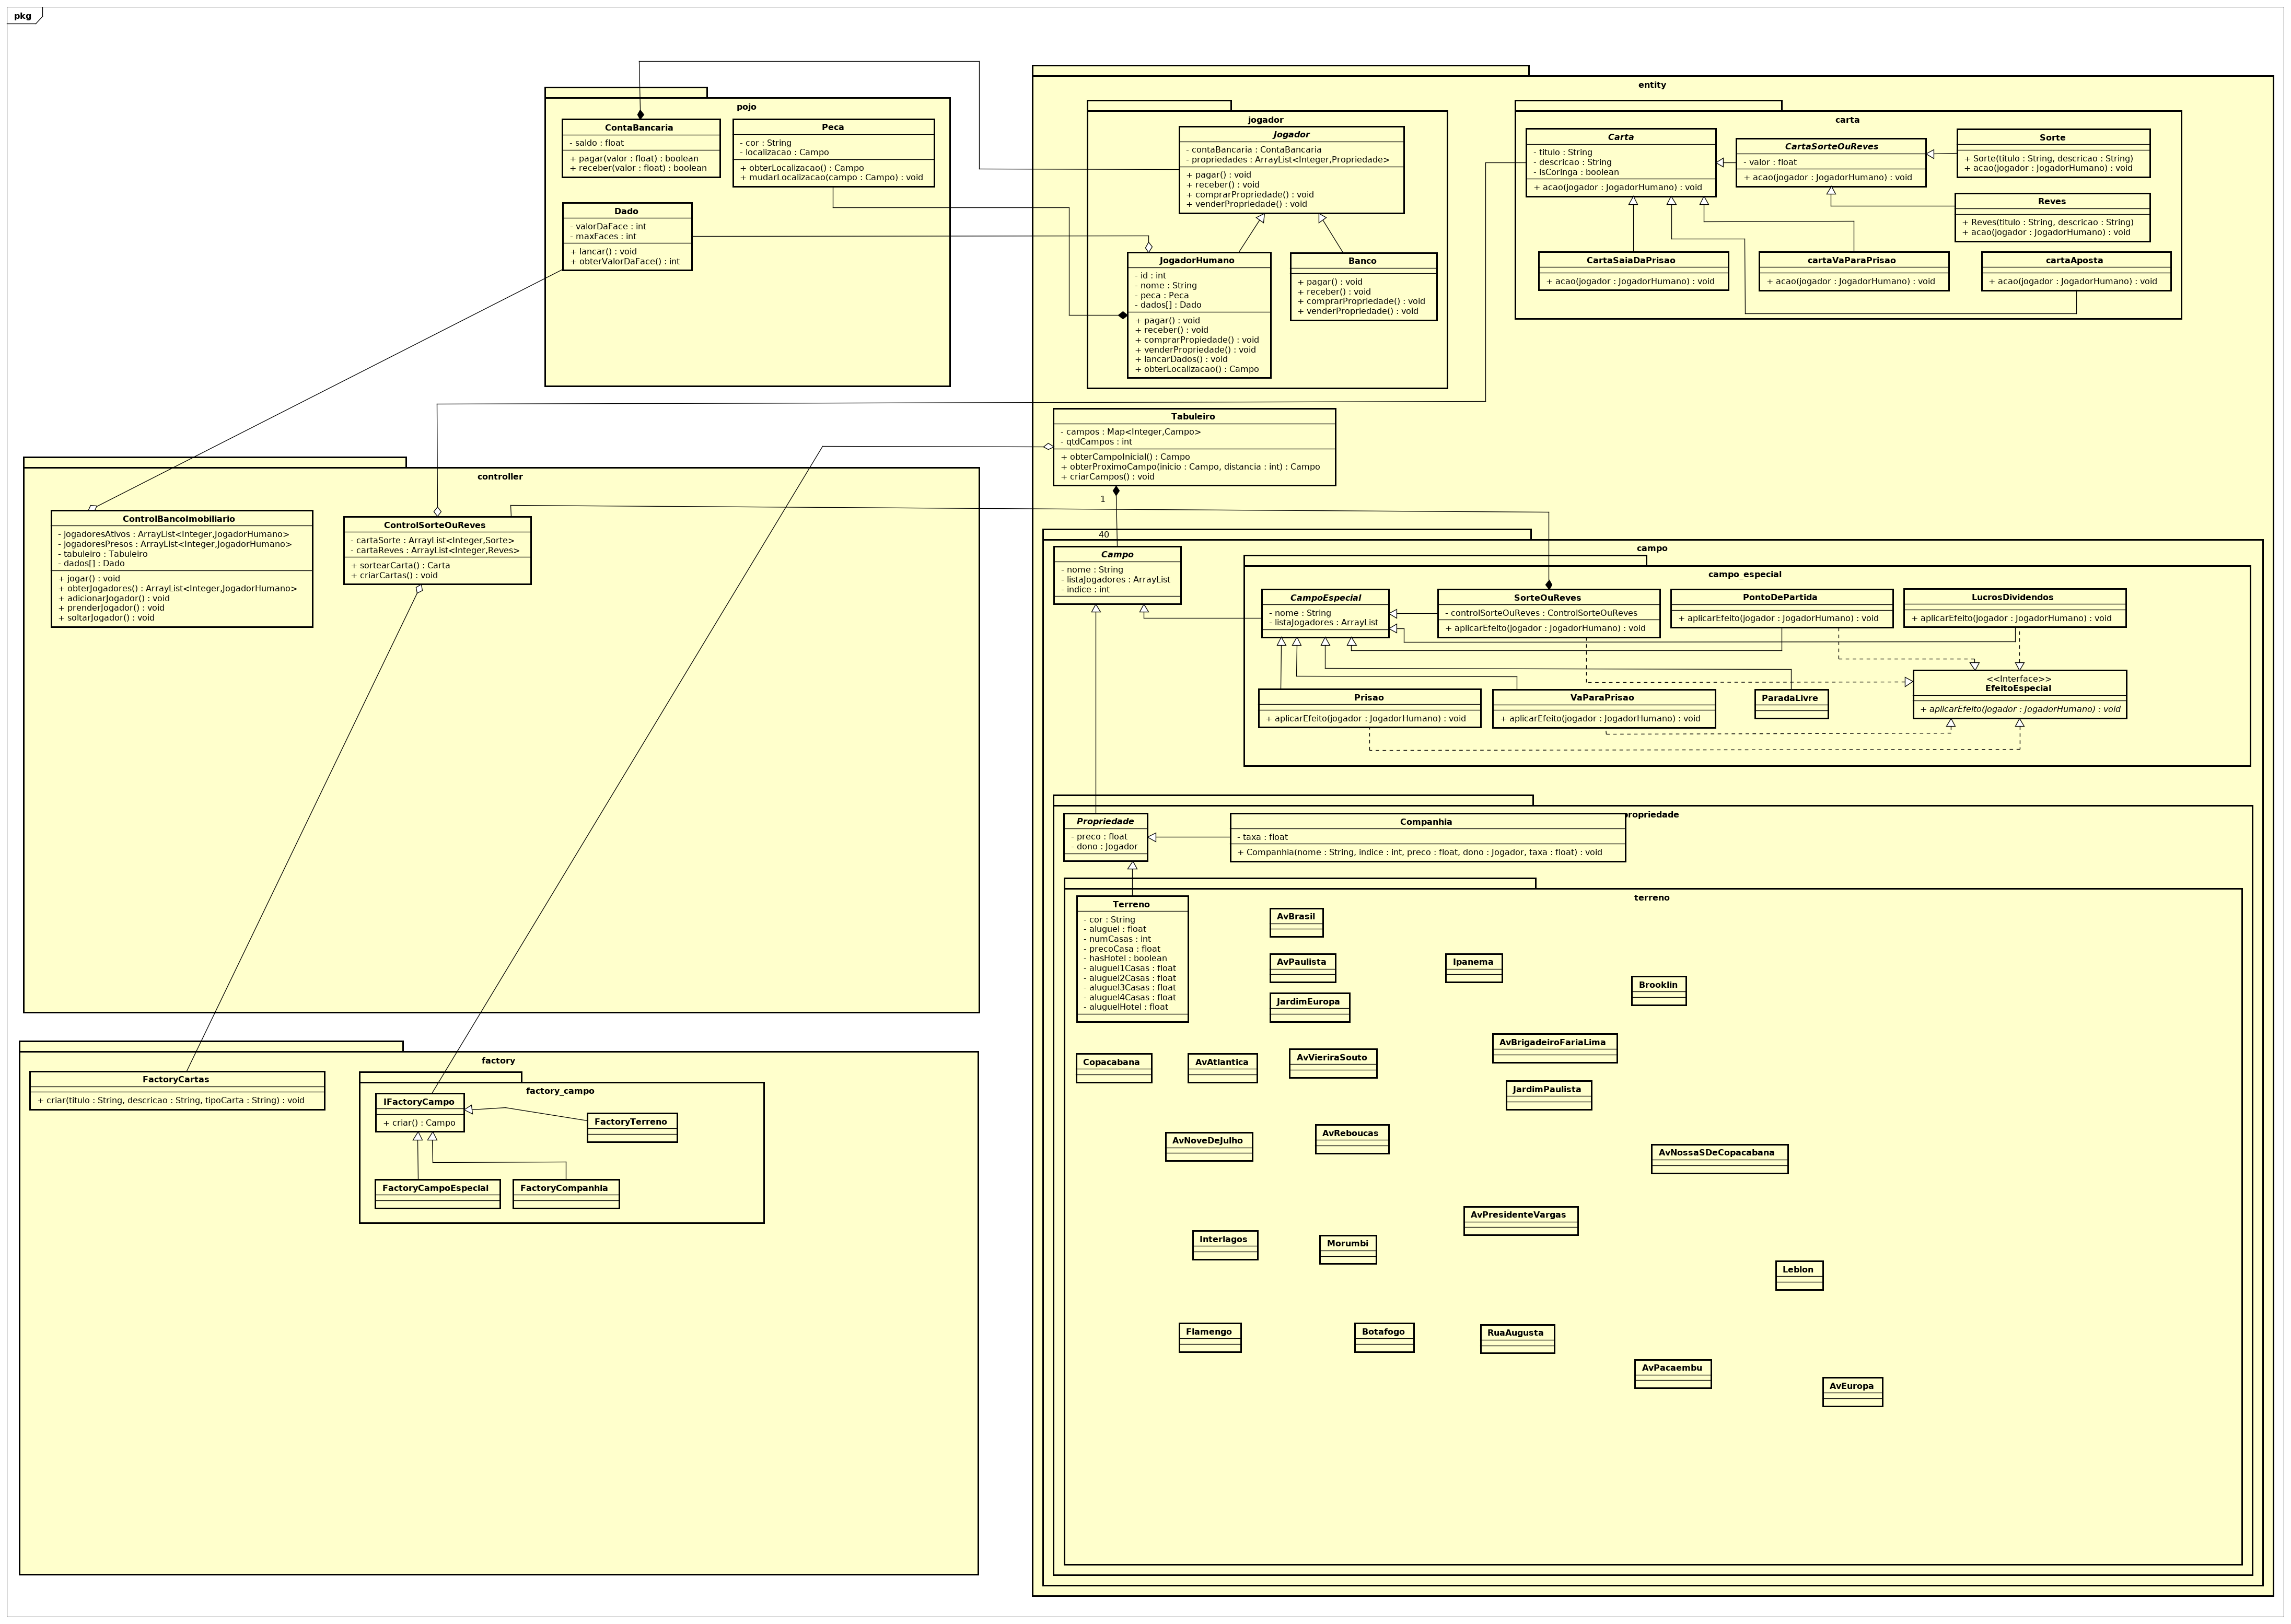 pkg
pojo
ContaBancaria
- saldo : float
+ pagar(valor : float) : boolean
+ receber(valor : float) : boolean
Peca
- cor : String
- localizacao : Campo
+ obterLocalizacao() : Campo
+ mudarLocalizacao(campo : Campo) : void
Dado
- valorDaFace : int
- maxFaces : int
+ lancar() : void
+ obterValorDaFace() : int
entity
jogador
Jogador
- contaBancaria : ContaBancaria
- propriedades : ArrayList<Integer,Propriedade>
+ pagar() : void
+ receber() : void
+ comprarPropriedade() : void
+ venderPropriedade() : void
JogadorHumano
- id : int
- nome : String
- peca : Peca
- dados[] : Dado
+ pagar() : void
+ receber() : void
+ comprarPropiedade() : void
+ venderPropriedade() : void
+ lancarDados() : void
+ obterLocalizacao() : Campo
Banco
+ pagar() : void
+ receber() : void
+ comprarPropriedade() : void
+ venderPropriedade() : void
carta
Carta
- titulo : String
- descricao : String
- isCoringa : boolean
+ acao(jogador : JogadorHumano) : void
CartaSorteOuReves
- valor : float
+ acao(jogador : JogadorHumano) : void
Sorte
+ Sorte(titulo : String, descricao : String)
+ acao(jogador : JogadorHumano) : void
Reves
+ Reves(titulo : String, descricao : String)
+ acao(jogador : JogadorHumano) : void
CartaSaiaDaPrisao
+ acao(jogador : JogadorHumano) : void
cartaVaParaPrisao
+ acao(jogador : JogadorHumano) : void
cartaAposta
+ acao(jogador : JogadorHumano) : void
Tabuleiro
- campos : Map<Integer,Campo>
- qtdCampos : int
+ obterCampoInicial() : Campo
+ obterProximoCampo(inicio : Campo, distancia : int) : Campo
+ criarCampos() : void
1
40
controller
ControlBancoImobiliario
- jogadoresAtivos : ArrayList<Integer,JogadorHumano>
- jogadoresPresos : ArrayList<Integer,JogadorHumano>
- tabuleiro : Tabuleiro
- dados[] : Dado
+ jogar() : void
+ obterJogadores() : ArrayList<Integer,JogadorHumano>
+ adicionarJogador() : void
+ prenderJogador() : void
+ soltarJogador() : void
ControlSorteOuReves
- cartaSorte : ArrayList<Integer,Sorte>
- cartaReves : ArrayList<Integer,Reves>
+ sortearCarta() : Carta
+ criarCartas() : void
campo
Campo
- nome : String
- listaJogadores : ArrayList
- indice : int
campo_especial
CampoEspecial
- nome : String
- listaJogadores : ArrayList
SorteOuReves
- controlSorteOuReves : ControlSorteOuReves
+ aplicarEfeito(jogador : JogadorHumano) : void
PontoDePartida
+ aplicarEfeito(jogador : JogadorHumano) : void
LucrosDividendos
+ aplicarEfeito(jogador : JogadorHumano) : void
Prisao
+ aplicarEfeito(jogador : JogadorHumano) : void
VaParaPrisao
+ aplicarEfeito(jogador : JogadorHumano) : void
ParadaLivre
<<Interface>>
EfeitoEspecial
+ aplicarEfeito(jogador : JogadorHumano) : void
propriedade
Propriedade
- preco : float
- dono : Jogador
Companhia
- taxa : float
+ Companhia(nome : String, indice : int, preco : float, dono : Jogador, taxa : float) : void
terreno
Terreno
- cor : String
- aluguel : float
- numCasas : int
- precoCasa : float
- hasHotel : boolean
- aluguel1Casas : float
- aluguel2Casas : float
- aluguel3Casas : float
- aluguel4Casas : float
- aluguelHotel : float
AvBrasil
AvPaulista
Ipanema
Brooklin
JardimEuropa
AvBrigadeiroFariaLima
Copacabana
AvAtlantica
AvVieriraSouto
JardimPaulista
AvNoveDeJulho
AvReboucas
AvNossaSDeCopacabana
AvPresidenteVargas
Interlagos
Morumbi
Leblon
Flamengo
Botafogo
RuaAugusta
AvPacaembu
AvEuropa
factory
FactoryCartas
+ criar(titulo : String, descricao : String, tipoCarta : String) : void
factory_campo
IFactoryCampo
+ criar() : Campo
FactoryTerreno
FactoryCampoEspecial
FactoryCompanhia